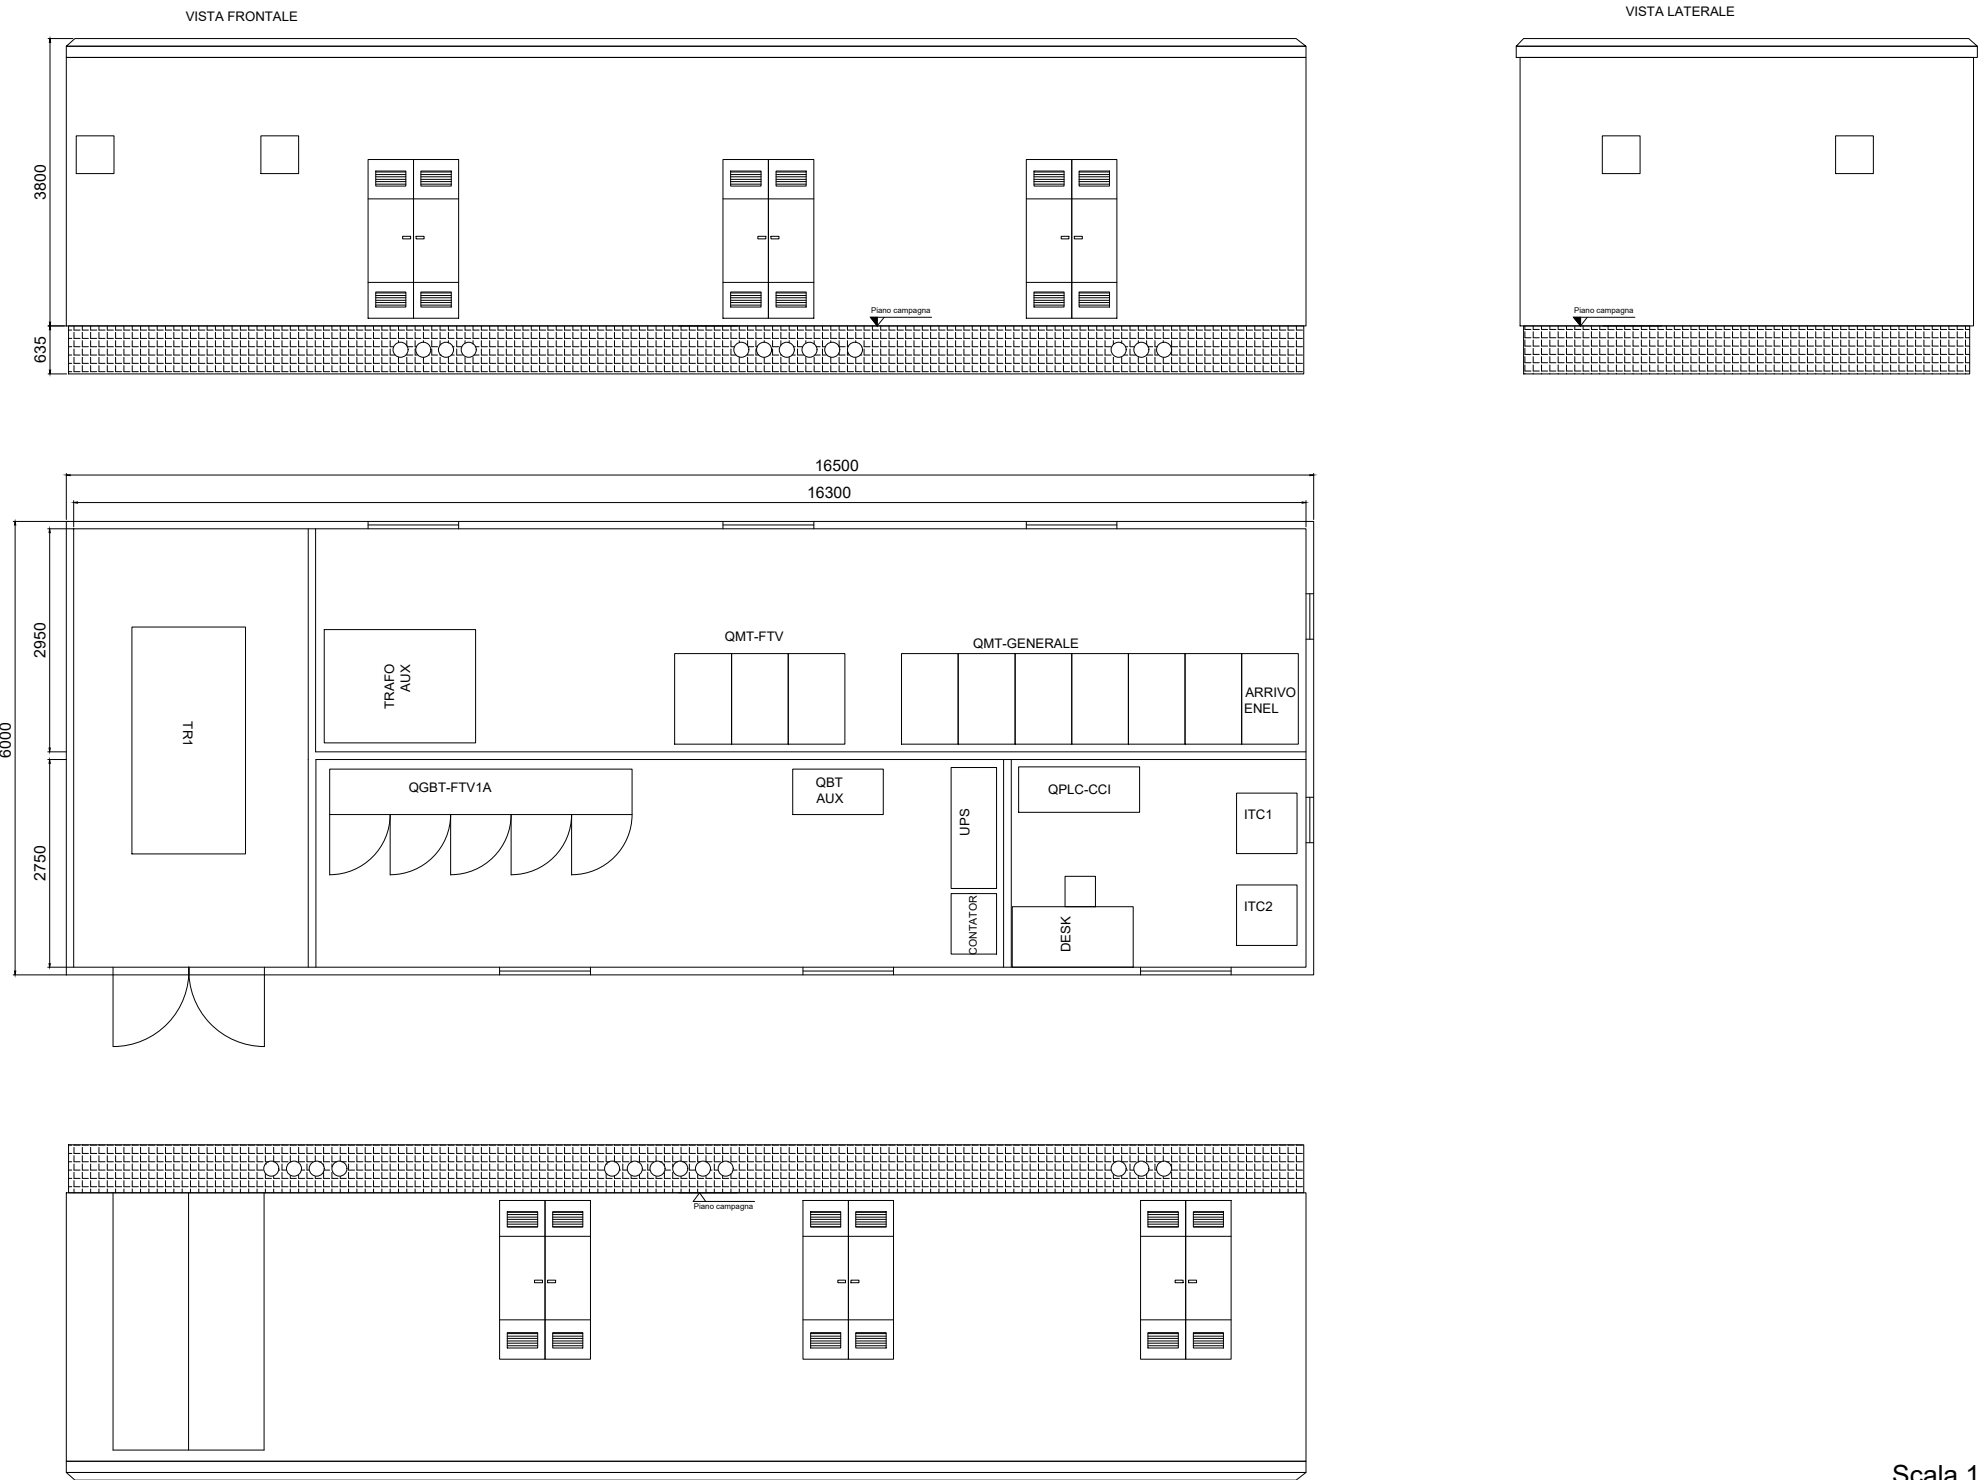 VISTA FRONTALE
VISTA LATERALE
3800
635
Piano campagna
Piano campagna
16500
16300
6000
2950
2750
TR1
TRAFO
AUX
QMT-FTV
QMT-GENERALE
ARRIVO
ENEL
QGBT-FTV1A
QBT
AUX
UPS
CONTATOR
QPLC-CCI
DESK
ITC1
ITC2
Piano campagna
Scala 1